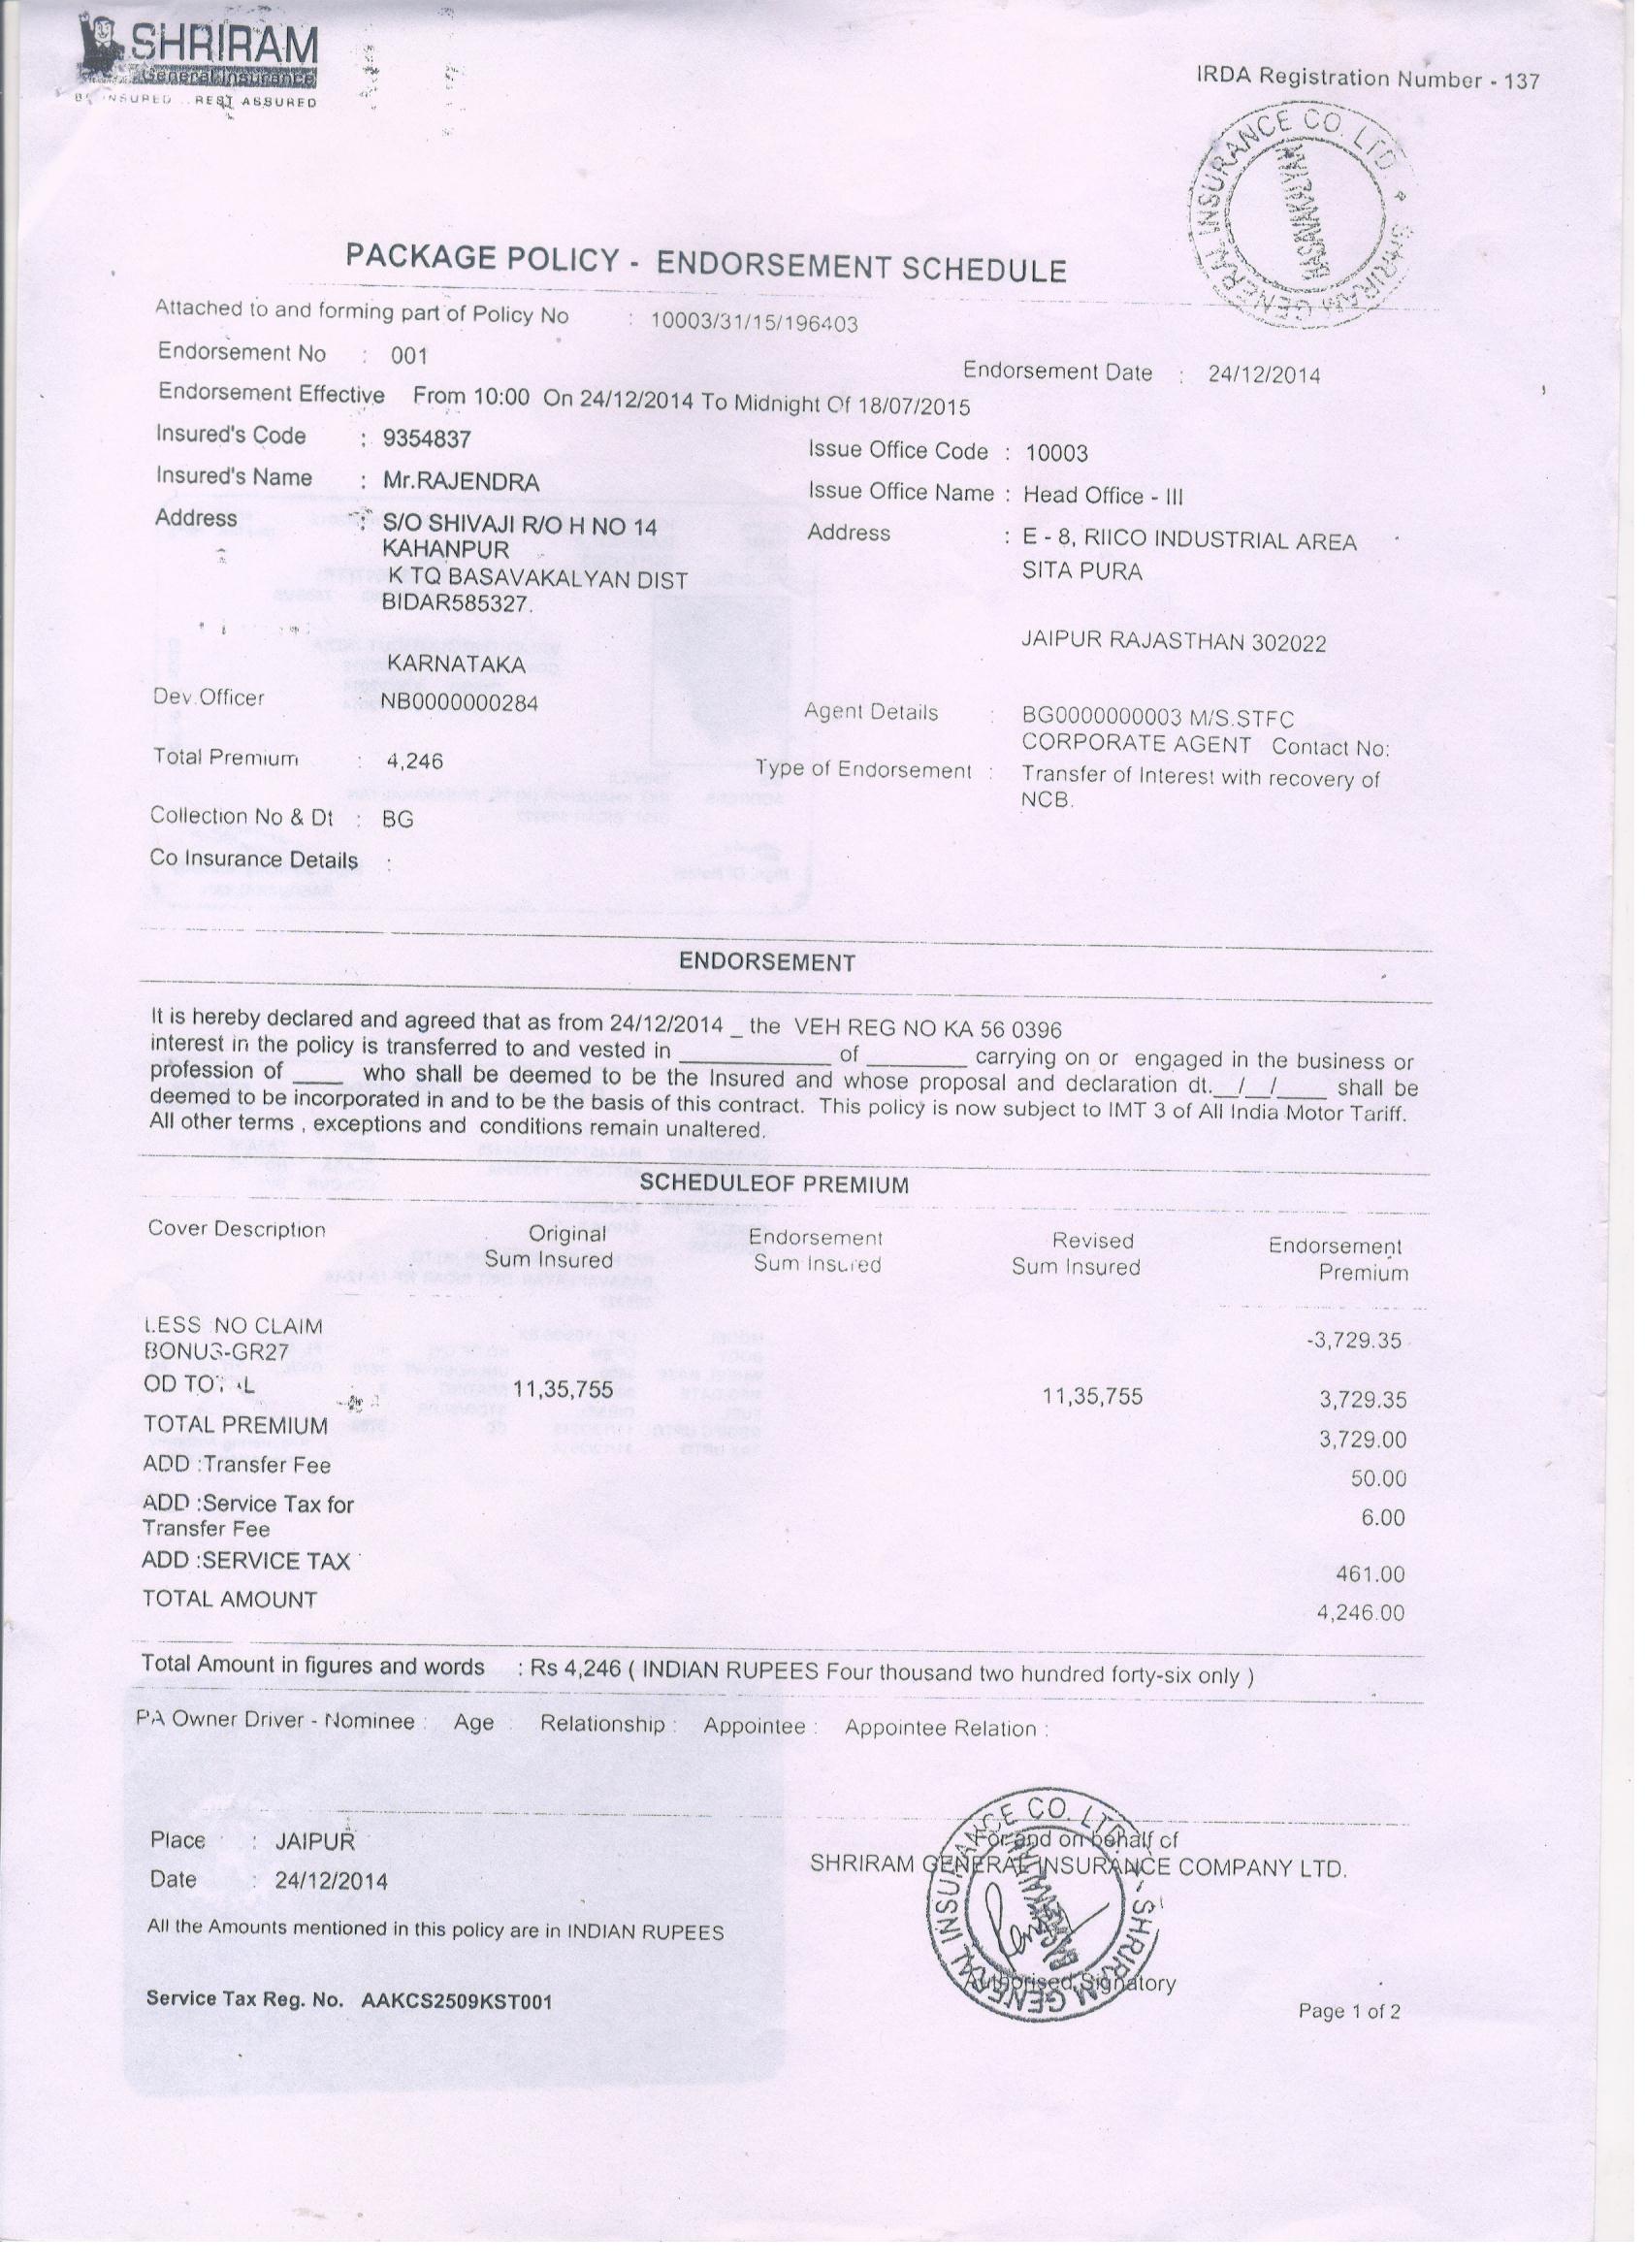 SHRIRAM
General Insurance
INSURED .. REST ASSURED
IRDA Registration Number - 137
GENERAL INSURANCE CO. LTD. * SHRIRAM
BASAVAKALYAN
PACKAGE POLICY - ENDORSEMENT SCHEDULE
Attached to and forming part of Policy No : 10003/31/15/196403
Endorsement No : 001
Endorsement Date : 24/12/2014
Endorsement Effective From 10:00 On 24/12/2014 To Midnight Of 18/07/2015
Insured's Code : 9354837
Issue Office Code : 10003
Insured's Name : Mr.RAJENDRA
Issue Office Name : Head Office - III
Address : S/O SHIVAJI R/O H NO 14
KAHANPUR
K TQ BASAVAKALYAN DIST
BIDAR585327.
KARNATAKA
Address : E - 8, RIICO INDUSTRIAL AREA
SITA PURA
JAIPUR RAJASTHAN 302022
Dev.Officer NB0000000284
Agent Details : BG0000000003 M/S.STFC
CORPORATE AGENT Contact No:
Total Premium : 4,246
Type of Endorsement : Transfer of Interest with recovery of
NCB.
Collection No & Dt : BG
Co Insurance Details :
ENDORSEMENT
It is hereby declared and agreed that as from 24/12/2014 _ the VEH REG NO KA 56 0396
interest in the policy is transferred to and vested in ____________ of ________ carrying on or engaged in the business or
profession of ____ who shall be deemed to be the Insured and whose proposal and declaration dt.__/__/____ shall be
deemed to be incorporated in and to be the basis of this contract. This policy is now subject to IMT 3 of All India Motor Tariff.
All other terms , exceptions and conditions remain unaltered.
SCHEDULEOF PREMIUM
Cover Description Original Endorsement Revised Endorsement
Sum Insured Sum Insured Sum Insured Premium
LESS NO CLAIM
BONUS-GR27 -3,729.35
OD TOTAL 11,35,755 11,35,755 3,729.35
TOTAL PREMIUM 3,729.00
ADD :Transfer Fee 50.00
ADD :Service Tax for
Transfer Fee 6.00
ADD :SERVICE TAX 461.00
TOTAL AMOUNT 4,246.00
Total Amount in figures and words : Rs 4,246 ( INDIAN RUPEES Four thousand two hundred forty-six only )
PA Owner Driver - Nominee : Age : Relationship : Appointee : Appointee Relation :
Place : JAIPUR
Date : 24/12/2014
For and on behalf of
SHRIRAM GENERAL INSURANCE COMPANY LTD.
All the Amounts mentioned in this policy are in INDIAN RUPEES
Authorised Signatory
Service Tax Reg. No. AAKCS2509KST001
Page 1 of 2